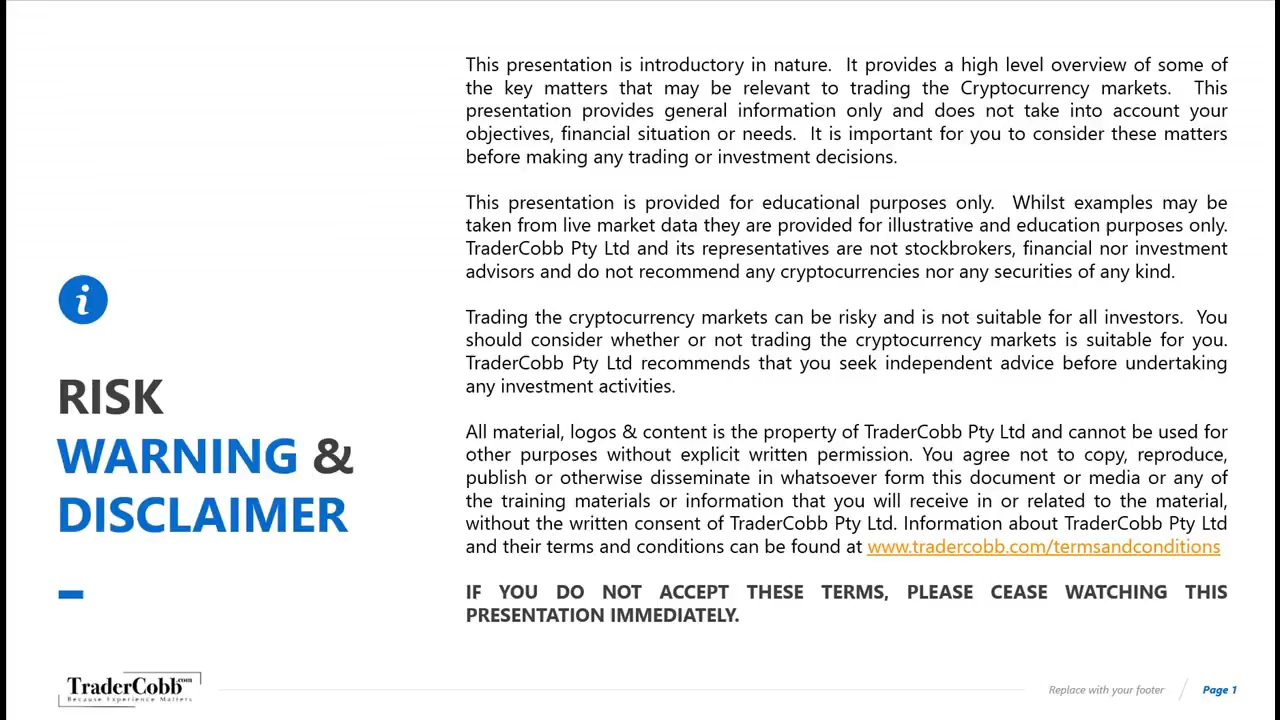 This presentation is introductory in nature.  It provides a high level overview of some of
the key matters that may be relevant to trading the Cryptocurrency markets.  This
presentation provides general information only and does not take into account your
objectives, financial situation or needs.  It is important for you to consider these matters
before making any trading or investment decisions.
This presentation is provided for educational purposes only.  Whilst examples may be
taken from live market data they are provided for illustrative and education purposes only.
TraderCobb Pty Ltd and its representatives are not stockbrokers, financial nor investment
advisors and do not recommend any cryptocurrencies nor any securities of any kind.
Trading the cryptocurrency markets can be risky and is not suitable for all investors.  You
should consider whether or not trading the cryptocurrency markets is suitable for you.
TraderCobb Pty Ltd recommends that you seek independent advice before undertaking
any investment activities.
All material, logos & content is the property of TraderCobb Pty Ltd and cannot be used for
other purposes without explicit written permission. You agree not to copy, reproduce,
publish or otherwise disseminate in whatsoever form this document or media or any of
the training materials or information that you will receive in or related to the material,
without the written consent of TraderCobb Pty Ltd. Information about TraderCobb Pty Ltd
and their terms and conditions can be found at www.tradercobb.com/termsandconditions
IF YOU DO NOT ACCEPT THESE TERMS, PLEASE CEASE WATCHING THIS
PRESENTATION IMMEDIATELY.
i
RISK
WARNING &
DISCLAIMER
TraderCobb.com
Because Experience Matters
Replace with your footer
Page 1